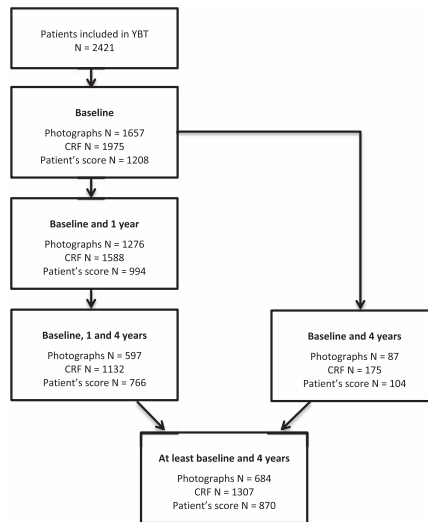 Patients included in YBT
N = 2421
Baseline
Photographs N = 1657
CRF N = 1975
Patient's score N = 1208
Baseline and 1 year
Photographs N = 1276
CRF N = 1588
Patient's score N = 994
Baseline, 1 and 4 years
Photographs N = 597
CRF N = 1132
Patient's score N = 766
Baseline and 4 years
Photographs N = 87
CRF N = 175
Patient's score N = 104
At least baseline and 4 years
Photographs N = 684
CRF N = 1307
Patient's score N = 870